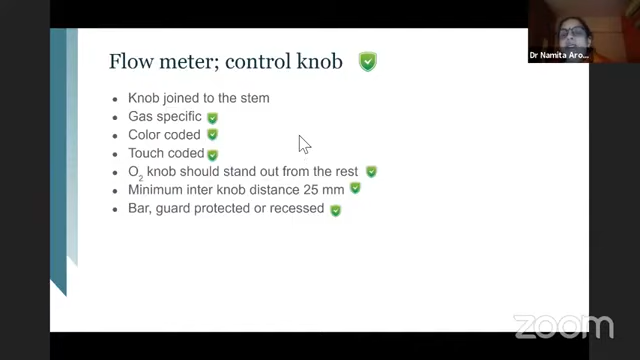 Dr Namita Aro...
Flow meter; control knob
Knob joined to the stem
Gas specific
Color coded
Touch coded
O2 knob should stand out from the rest
Minimum inter knob distance 25 mm
Bar, guard protected or recessed
zoom